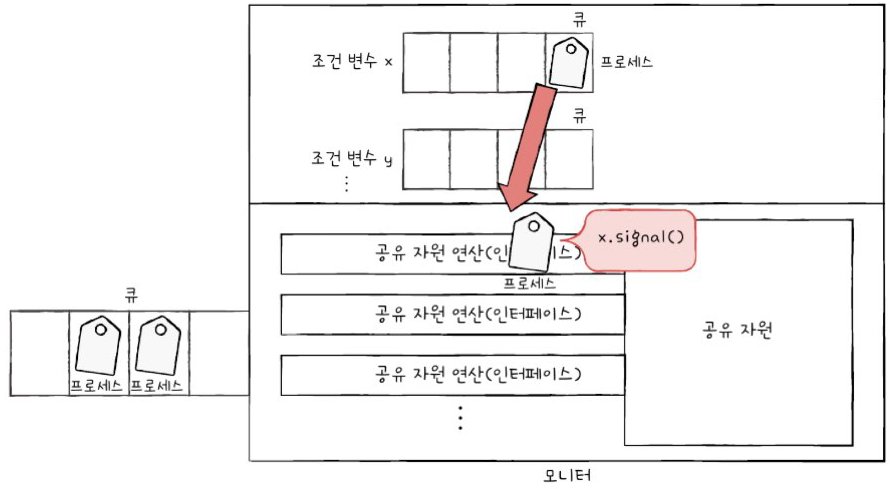 큐
조건 변수 x
프로세스
큐
조건 변수 y
⋮
x.signal()
공유 자원 연산(인 이스)
프로세스
큐
공유 자원 연산(인터페이스)
공유 자원
프로세스 프로세스
공유 자원 연산(인터페이스)
⋮
모니터